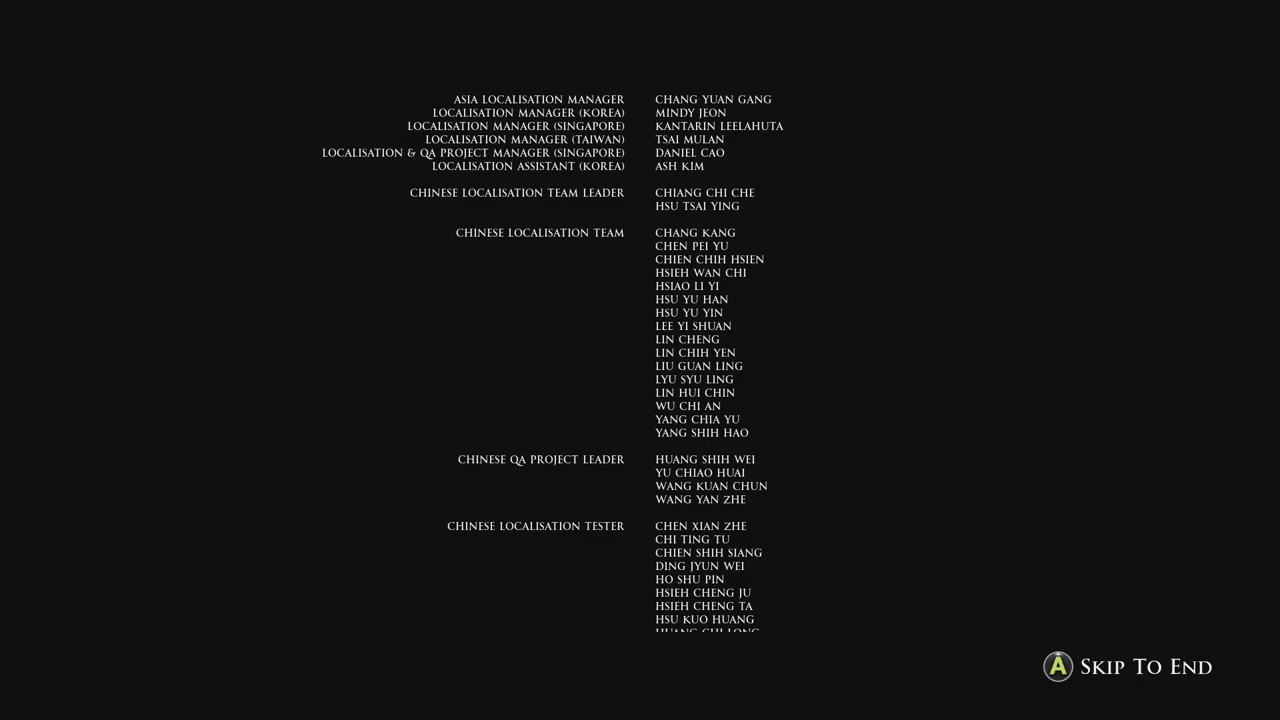 ASIA LOCALISATION MANAGER CHANG YUAN GANG
LOCALISATION MANAGER (KOREA) MINDY JEON
LOCALISATION MANAGER (SINGAPORE) KANTARIN LEELAHUTA
LOCALISATION MANAGER (TAIWAN) TSAI MULAN
LOCALISATION & QA PROJECT MANAGER (SINGAPORE) DANIEL CAO
LOCALISATION ASSISTANT (KOREA) ASH KIM
CHINESE LOCALISATION TEAM LEADER CHIANG CHI CHE
HSU TSAI YING
CHINESE LOCALISATION TEAM CHANG KANG
CHEN PEI YU
CHIEN CHIH HSIEN
HSIEH WAN CHI
HSIAO LI YI
HSU YU HAN
HSU YU YIN
LEE YI SHUAN
LIN CHENG
LIN CHIH YEN
LIU GUAN LING
LYU SYU LING
LIN HUI CHIN
WU CHI AN
YANG CHIA YU
YANG SHIH HAO
CHINESE QA PROJECT LEADER HUANG SHIH WEI
YU CHIAO HUAI
WANG KUAN CHUN
WANG YAN ZHE
CHINESE LOCALISATION TESTER CHEN XIAN ZHE
CHI TING TU
CHIEN SHIH SIANG
DING JYUN WEI
HO SHU PIN
HSIEH CHENG JU
HSIEH CHENG TA
HSU KUO HUANG
HUANG CHI LONG
A SKIP TO END